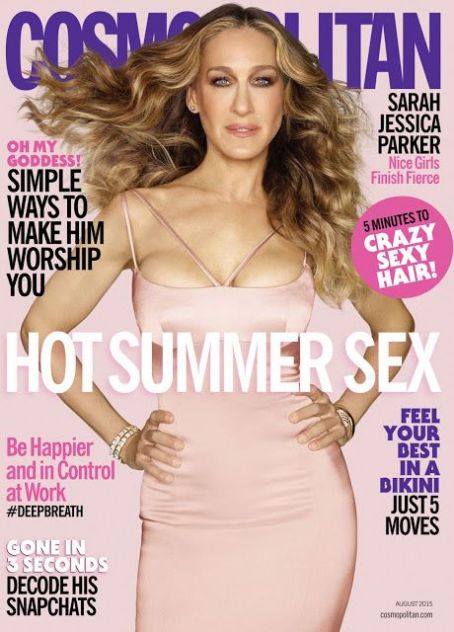 COSMOPOLITAN
SARAH
JESSICA
PARKER
Nice Girls
Finish Fierce
OH MY
GODDESS!
SIMPLE
WAYS TO
MAKE HIM
WORSHIP
YOU
5 MINUTES TO
CRAZY
SEXY
HAIR!
HOT SUMMER SEX
FEEL
YOUR
BEST
IN A
BIKINI
JUST 5
MOVES
Be Happier
and in Control
at Work
#DEEPBREATH
GONE IN
3 SECONDS
DECODE HIS
SNAPCHATS
AUGUST 2015
cosmopolitan.com